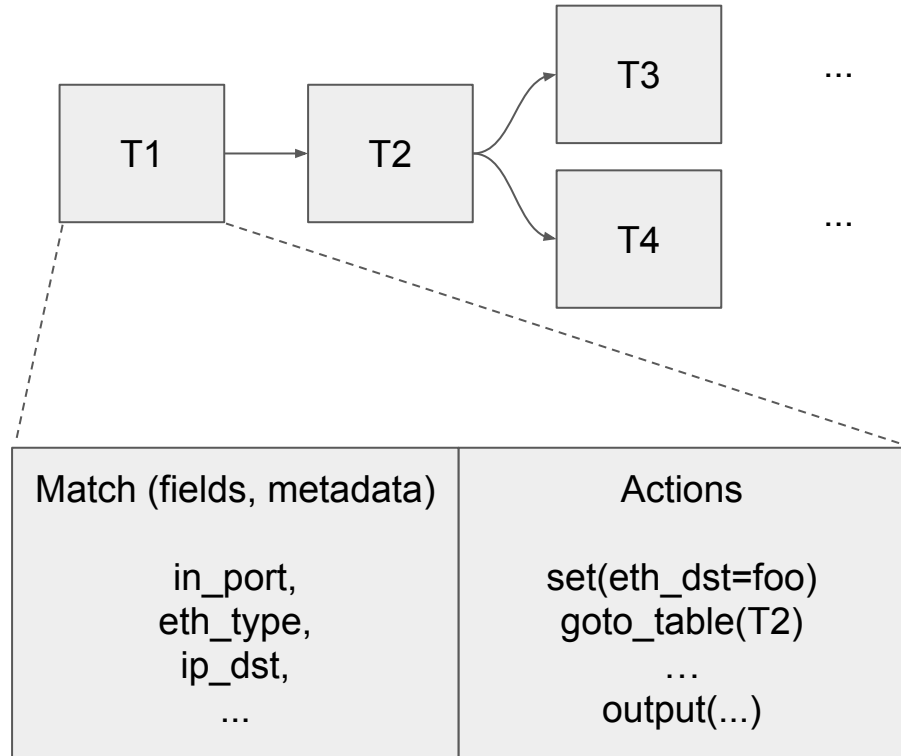 T1
T2
T3
...
T4
...
Match (fields, metadata)
in_port,
eth_type,
ip_dst,
...
Actions
set(eth_dst=foo)
goto_table(T2)
…
output(...)